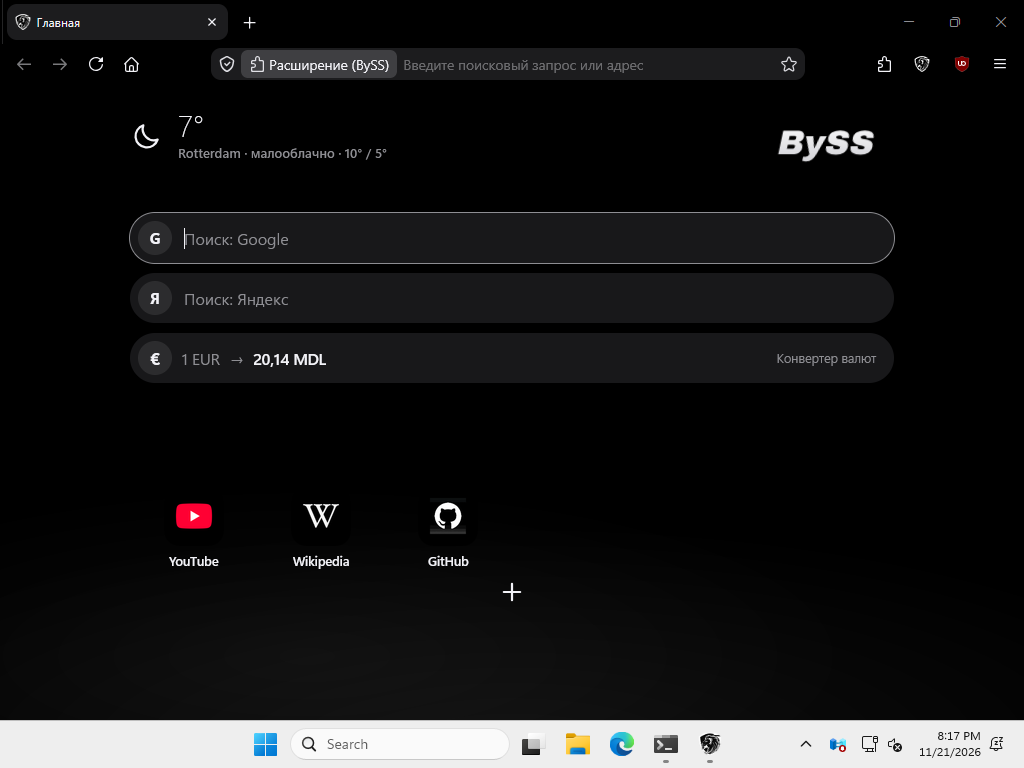 Главная
Расширение (BySS)
Введите поисковый запрос или адрес
7°
Rotterdam · малооблачно · 10° / 5°
BySS
G
Поиск: Google
Я
Поиск: Яндекс
€ 1 EUR → 20,14 MDL
Конвертер валют
YouTube
W
Wikipedia
GitHub
Search
8:17 PM
11/21/2026